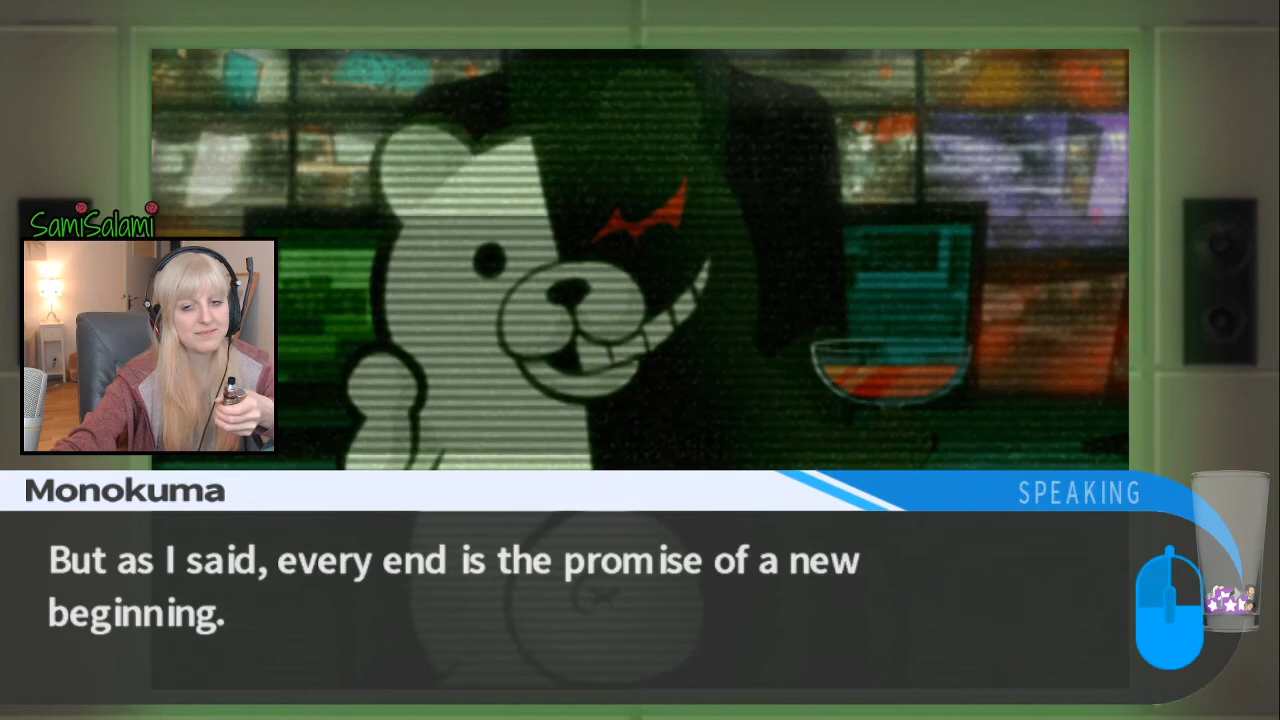 SamiSalami
Monokuma
SPEAKING
But as I said, every end is the promise of a new
beginning.